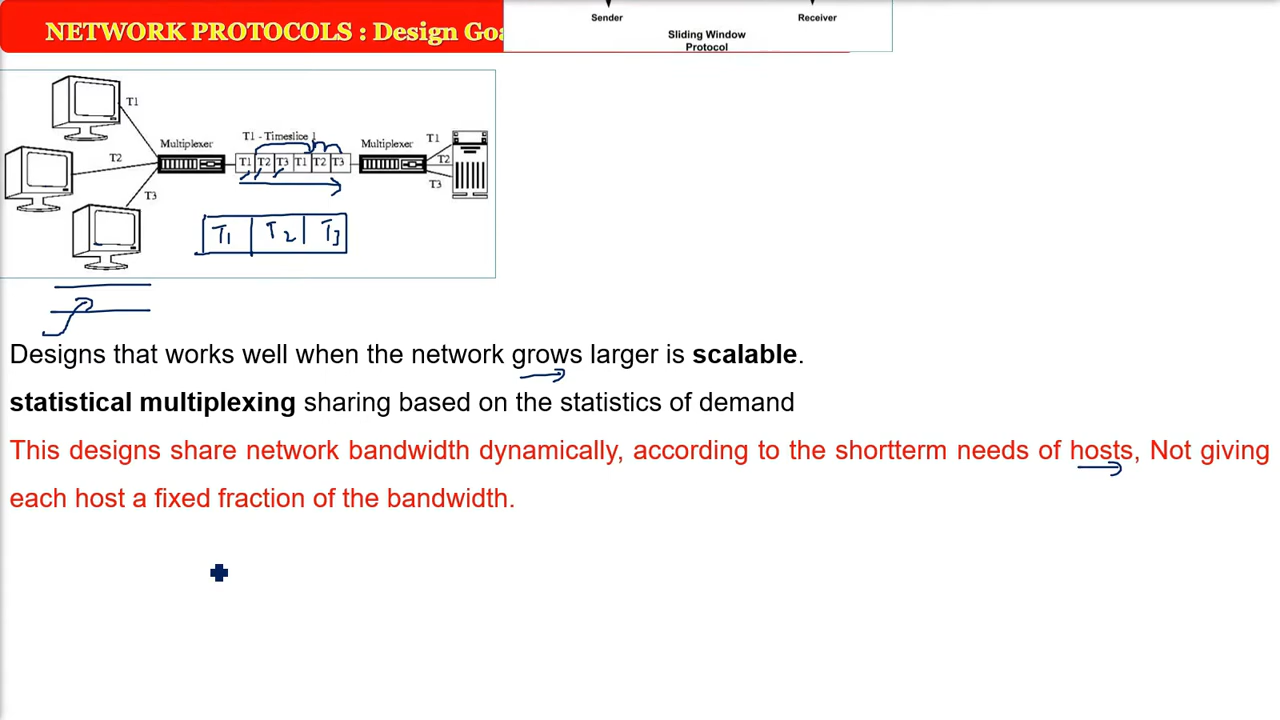 NETWORK PROTOCOLS : Design Goa
Sender
Receiver
Sliding Window
Protocol
T1
T2
T3
Multiplexer
T1 - Timeslice 1
T1 T2 T3 T1 T2 T3
Multiplexer
T1
T2
T3
T1 T2 T3
Designs that works well when the network grows larger is scalable.
statistical multiplexing sharing based on the statistics of demand
This designs share network bandwidth dynamically, according to the shortterm needs of hosts, Not giving
each host a fixed fraction of the bandwidth.